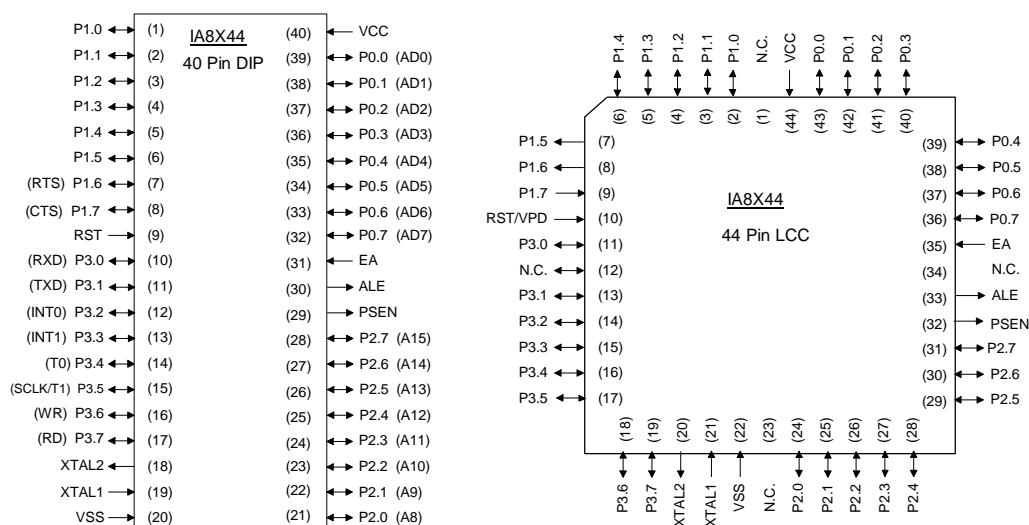 IA8X44
40 Pin DIP
P1.0 (1) (40) VCC
P1.1 (2) (39) P0.0 (AD0)
P1.2 (3) (38) P0.1 (AD1)
P1.3 (4) (37) P0.2 (AD2)
P1.4 (5) (36) P0.3 (AD3)
P1.5 (6) (35) P0.4 (AD4)
(RTS) P1.6 (7) (34) P0.5 (AD5)
(CTS) P1.7 (8) (33) P0.6 (AD6)
RST (9) (32) P0.7 (AD7)
(RXD) P3.0 (10) (31) EA
(TXD) P3.1 (11) (30) ALE
(INT0) P3.2 (12) (29) PSEN
(INT1) P3.3 (13) (28) P2.7 (A15)
(T0) P3.4 (14) (27) P2.6 (A14)
(SCLK/T1) P3.5 (15) (26) P2.5 (A13)
(WR) P3.6 (16) (25) P2.4 (A12)
(RD) P3.7 (17) (24) P2.3 (A11)
XTAL2 (18) (23) P2.2 (A10)
XTAL1 (19) (22) P2.1 (A9)
VSS (20) (21) P2.0 (A8)
P1.4 P1.3 P1.2 P1.1 P1.0 N.C. VCC P0.0 P0.1 P0.2 P0.3
(6) (5) (4) (3) (2) (1) (44) (43) (42) (41) (40)
P1.5 (7) (39) P0.4
P1.6 (8) (38) P0.5
P1.7 (9) (37) P0.6
RST/VPD (10) (36) P0.7
P3.0 (11) (35) EA
N.C. (12) (34) N.C.
P3.1 (13) (33) ALE
P3.2 (14) (32) PSEN
P3.3 (15) (31) P2.7
P3.4 (16) (30) P2.6
P3.5 (17) (29) P2.5
IA8X44
44 Pin LCC
(18) (19) (20) (21) (22) (23) (24) (25) (26) (27) (28)
P3.6 P3.7 XTAL2 XTAL1 VSS N.C. P2.0 P2.1 P2.2 P2.3 P2.4